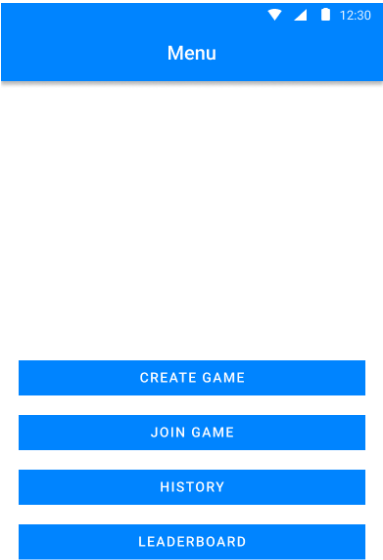 12:30
Menu
CREATE GAME
JOIN GAME
HISTORY
LEADERBOARD